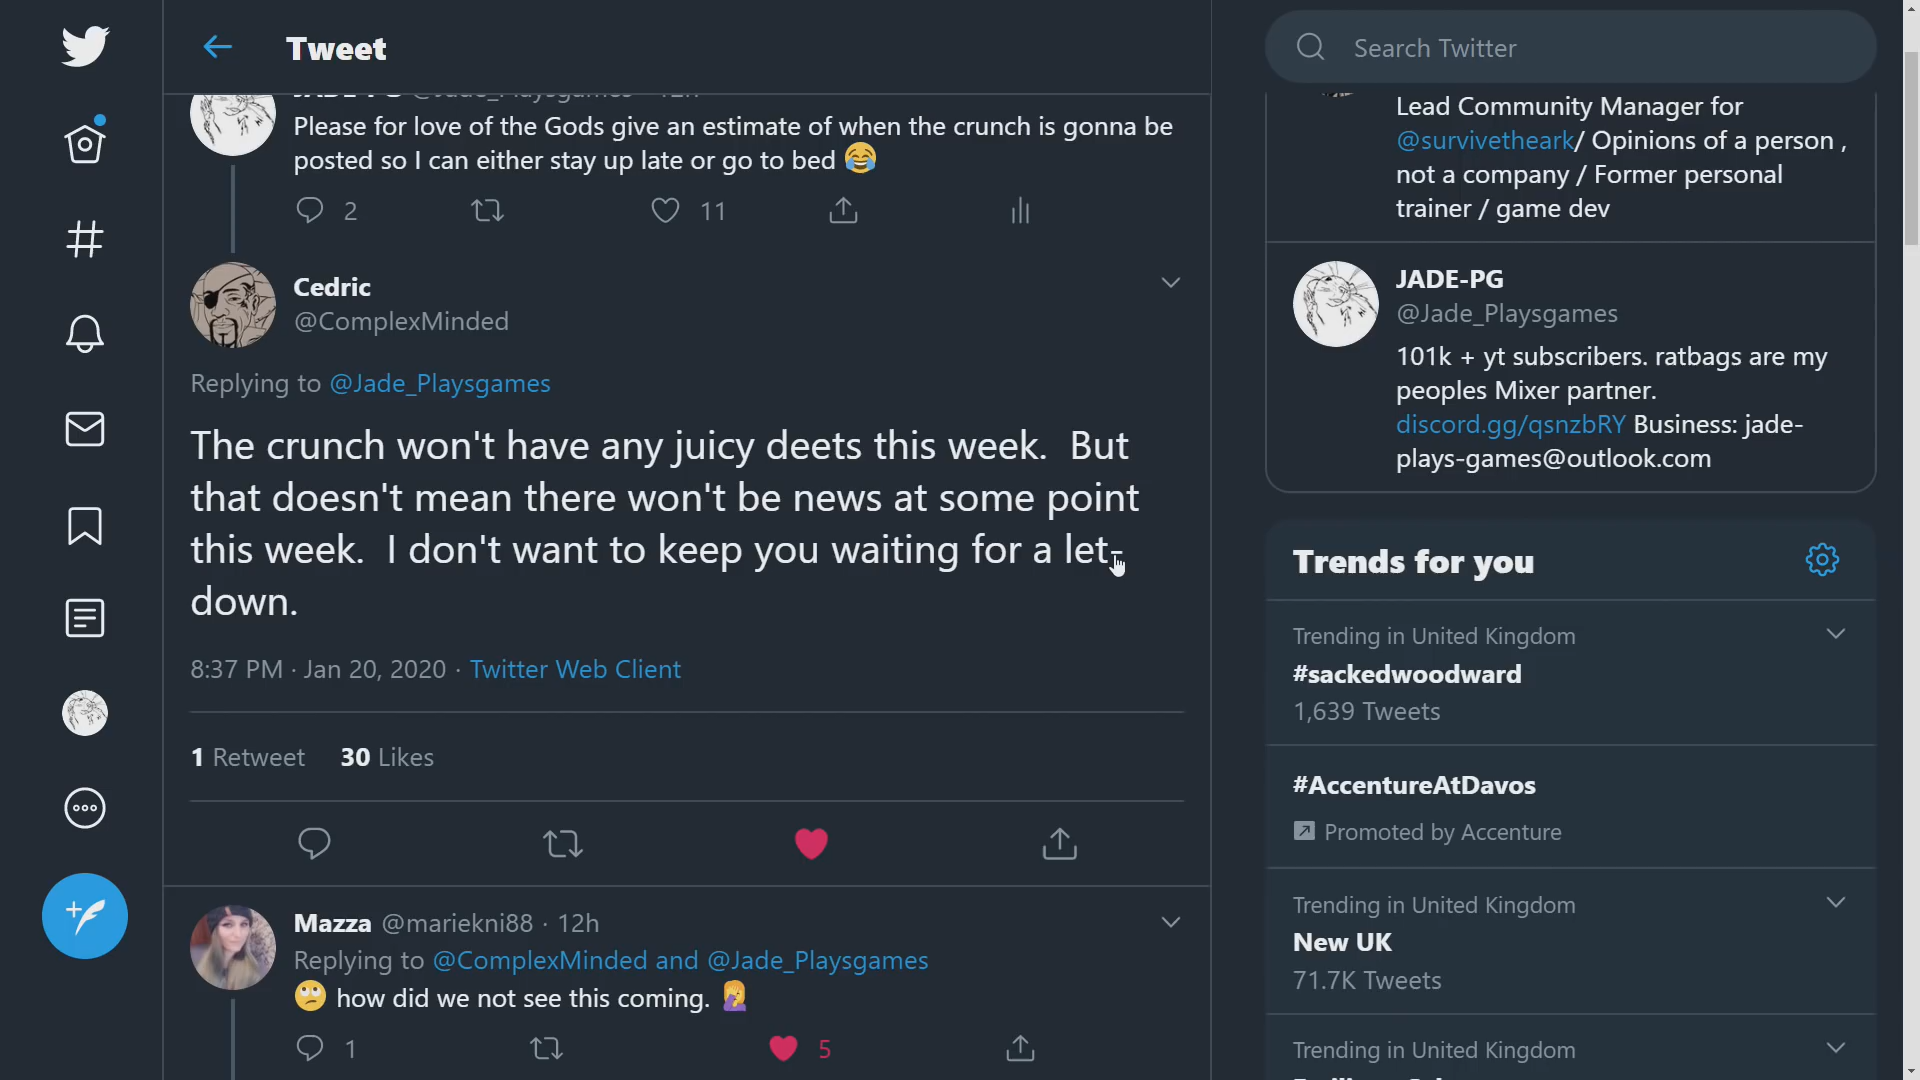 Tweet
Search Twitter
Please for love of the Gods give an estimate of when the crunch is gonna be
posted so I can either stay up late or go to bed 😂
2
11
Cedric
@ComplexMinded
Replying to @Jade_Playsgames
The crunch won't have any juicy deets this week.  But
that doesn't mean there won't be news at some point
this week.  I don't want to keep you waiting for a let-
down.
8:37 PM · Jan 20, 2020 · Twitter Web Client
1 Retweet 30 Likes
Mazza @mariekni88 · 12h
Replying to @ComplexMinded and @Jade_Playsgames
🙄 how did we not see this coming. 🤦‍♀️
1
5
Lead Community Manager for
@survivetheark/ Opinions of a person ,
not a company / Former personal
trainer / game dev
JADE-PG
@Jade_Playsgames
101k + yt subscribers. ratbags are my
peoples Mixer partner.
discord.gg/qsnzbRY Business: jade-
plays-games@outlook.com
Trends for you
Trending in United Kingdom
#sackedwoodward
1,639 Tweets
#AccentureAtDavos
Promoted by Accenture
Trending in United Kingdom
New UK
71.7K Tweets
Trending in United Kingdom